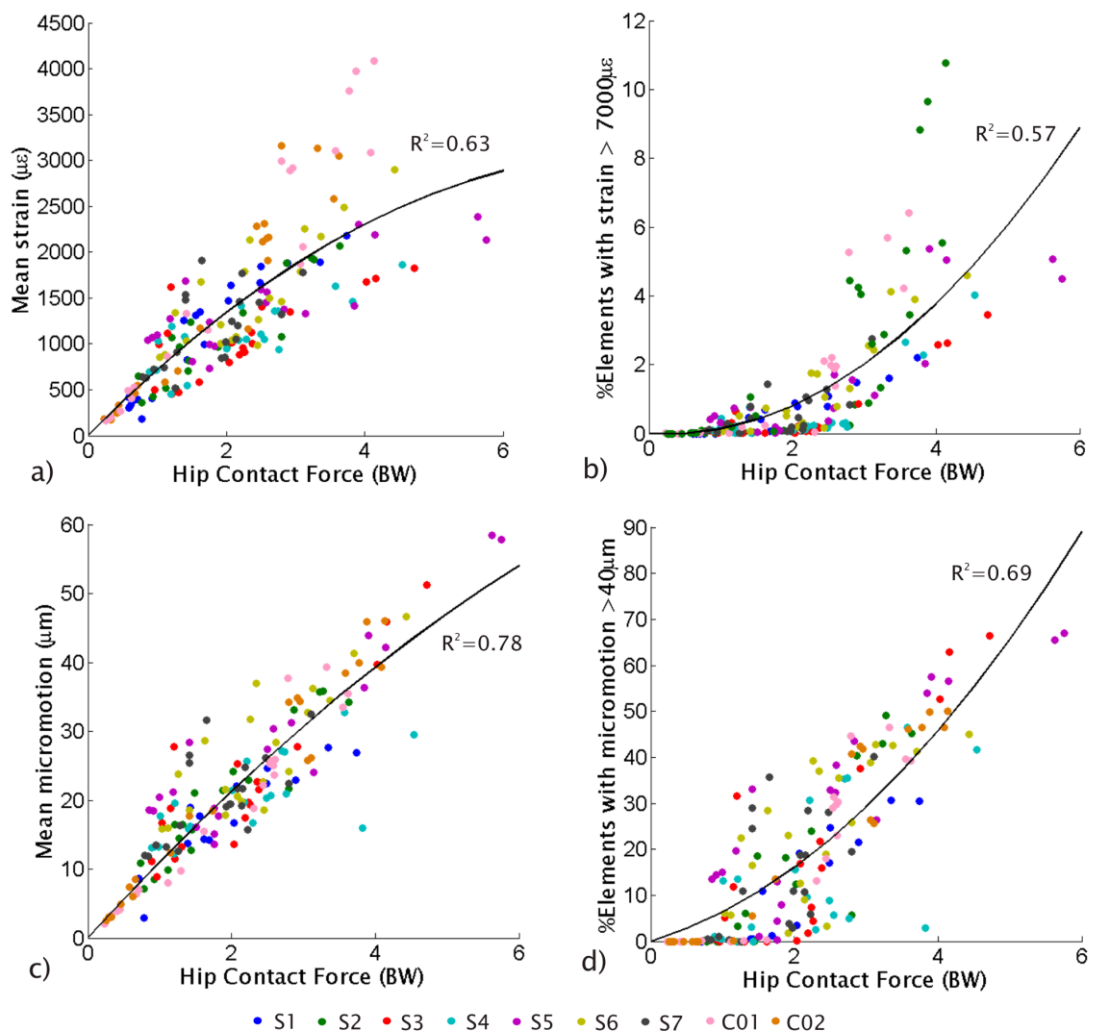 4500
4000
3500
3000
2500
2000
1500
1000
500
0
0 2 4 6
Mean strain (με)
R²=0.63
Hip Contact Force (BW)
a)
12
10
8
6
4
2
0
0 2 4 6
%Elements with strain > 7000με
R²=0.57
Hip Contact Force (BW)
b)
60
50
40
30
20
10
0
0 2 4 6
Mean micromotion (μm)
R²=0.78
Hip Contact Force (BW)
c)
90
80
70
60
50
40
30
20
10
0
0 2 4 6
%Elements with micromotion >40μm
R²=0.69
Hip Contact Force (BW)
d)
S1 S2 S3 S4 S5 S6 S7 C01 C02